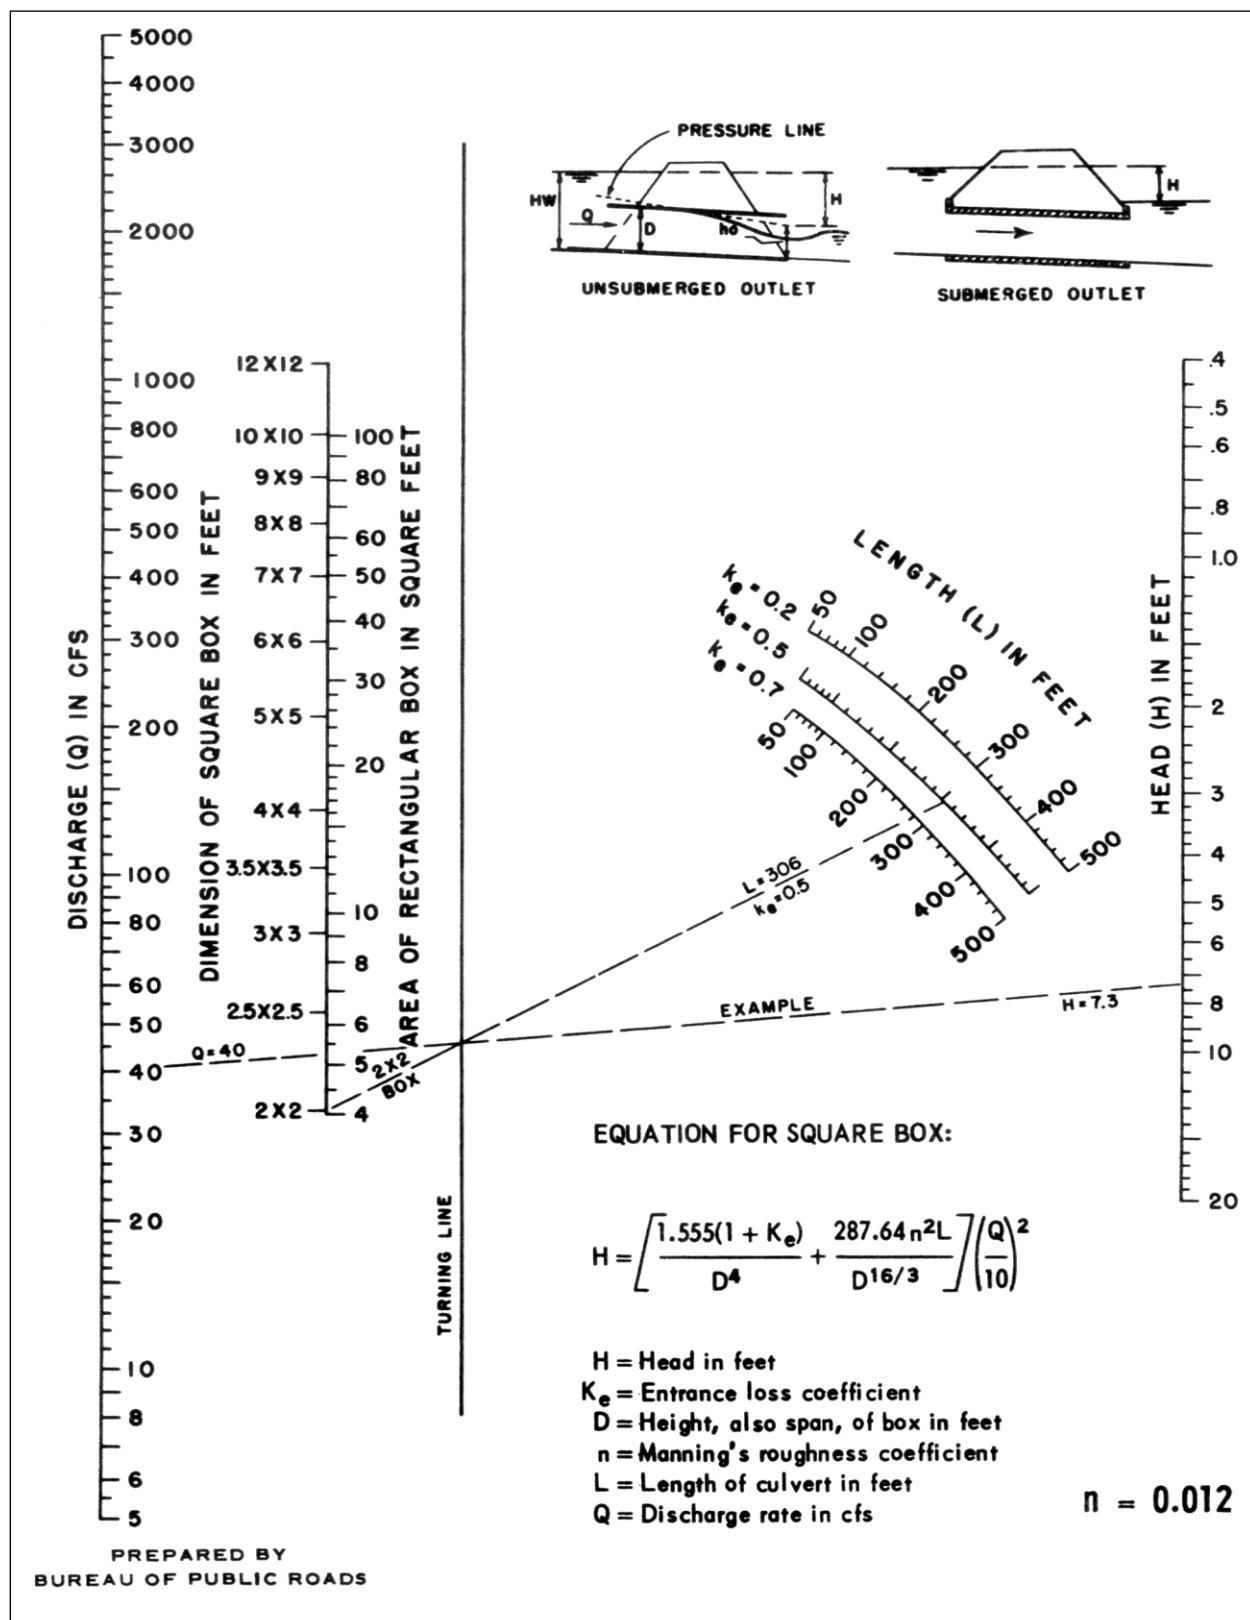 5000
4000
3000
2000
1000
800
600
500
400
300
200
100
80
60
50
40
30
20
10
8
6
5
DISCHARGE (Q) IN CFS
12X12
10X10
9X9
8X8
7X7
6X6
5X5
4X4
3.5X3.5
3X3
2.5X2.5
2X2
DIMENSION OF SQUARE BOX IN FEET
100
80
60
50
40
30
20
10
8
6
5
4
AREA OF RECTANGULAR BOX IN SQUARE FEET
TURNING LINE
PRESSURE LINE
HW
Q
D
ho
H
UNSUBMERGED OUTLET
H
SUBMERGED OUTLET
LENGTH (L) IN FEET
ke = 0.2
50
100
200
300
400
500
ke = 0.5
ke = 0.7
50
100
200
300
400
500
L = 306
ke = 0.5
Q = 40
2X2
BOX
EXAMPLE
H = 7.3
HEAD (H) IN FEET
.4
.5
.6
.8
1.0
2
3
4
5
6
8
10
20
EQUATION FOR SQUARE BOX:
H = [1.555(1 + Ke) / D⁴ + 287.64 n² L / D^16/3] (Q/10)²
H = Head in feet
Ke = Entrance loss coefficient
D = Height, also span, of box in feet
n = Manning's roughness coefficient
L = Length of culvert in feet
Q = Discharge rate in cfs
n = 0.012
PREPARED BY
BUREAU OF PUBLIC ROADS